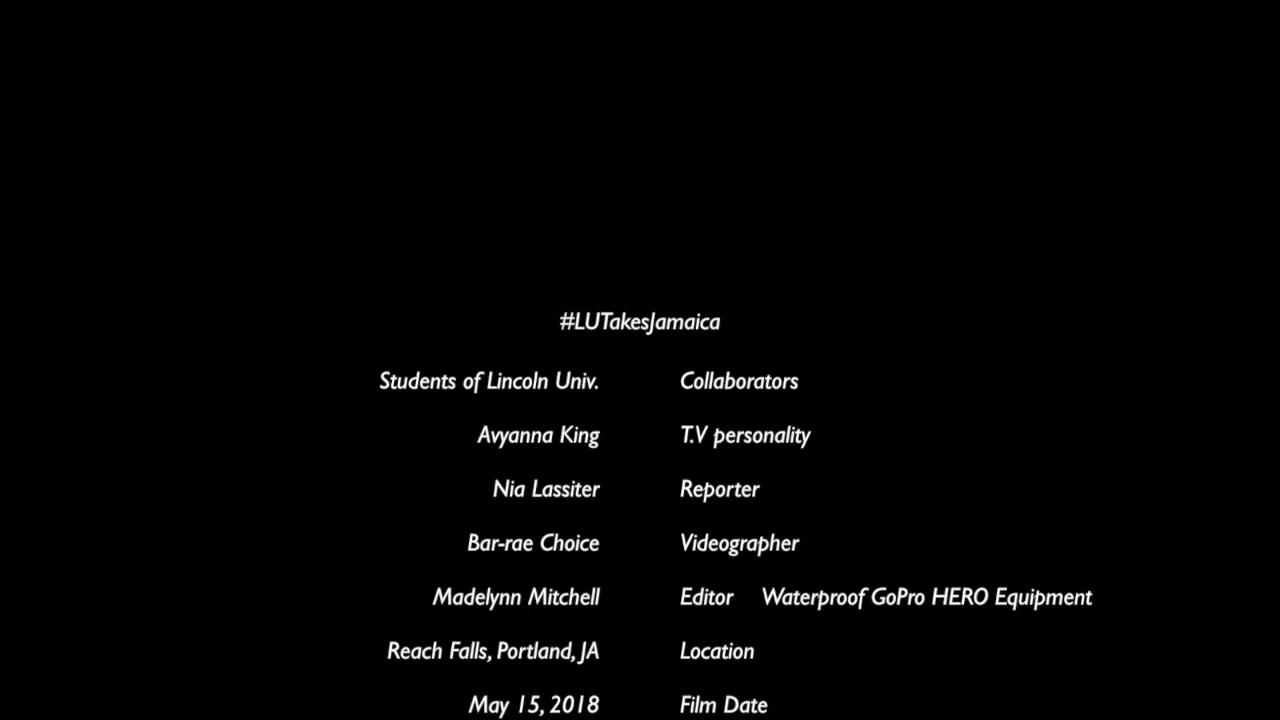 #LUTakesJamaica
Students of Lincoln Univ. Collaborators
Avyanna King T.V personality
Nia Lassiter Reporter
Bar-rae Choice Videographer
Madelynn Mitchell Editor Waterproof GoPro HERO Equipment
Reach Falls, Portland, JA Location
May 15, 2018 Film Date